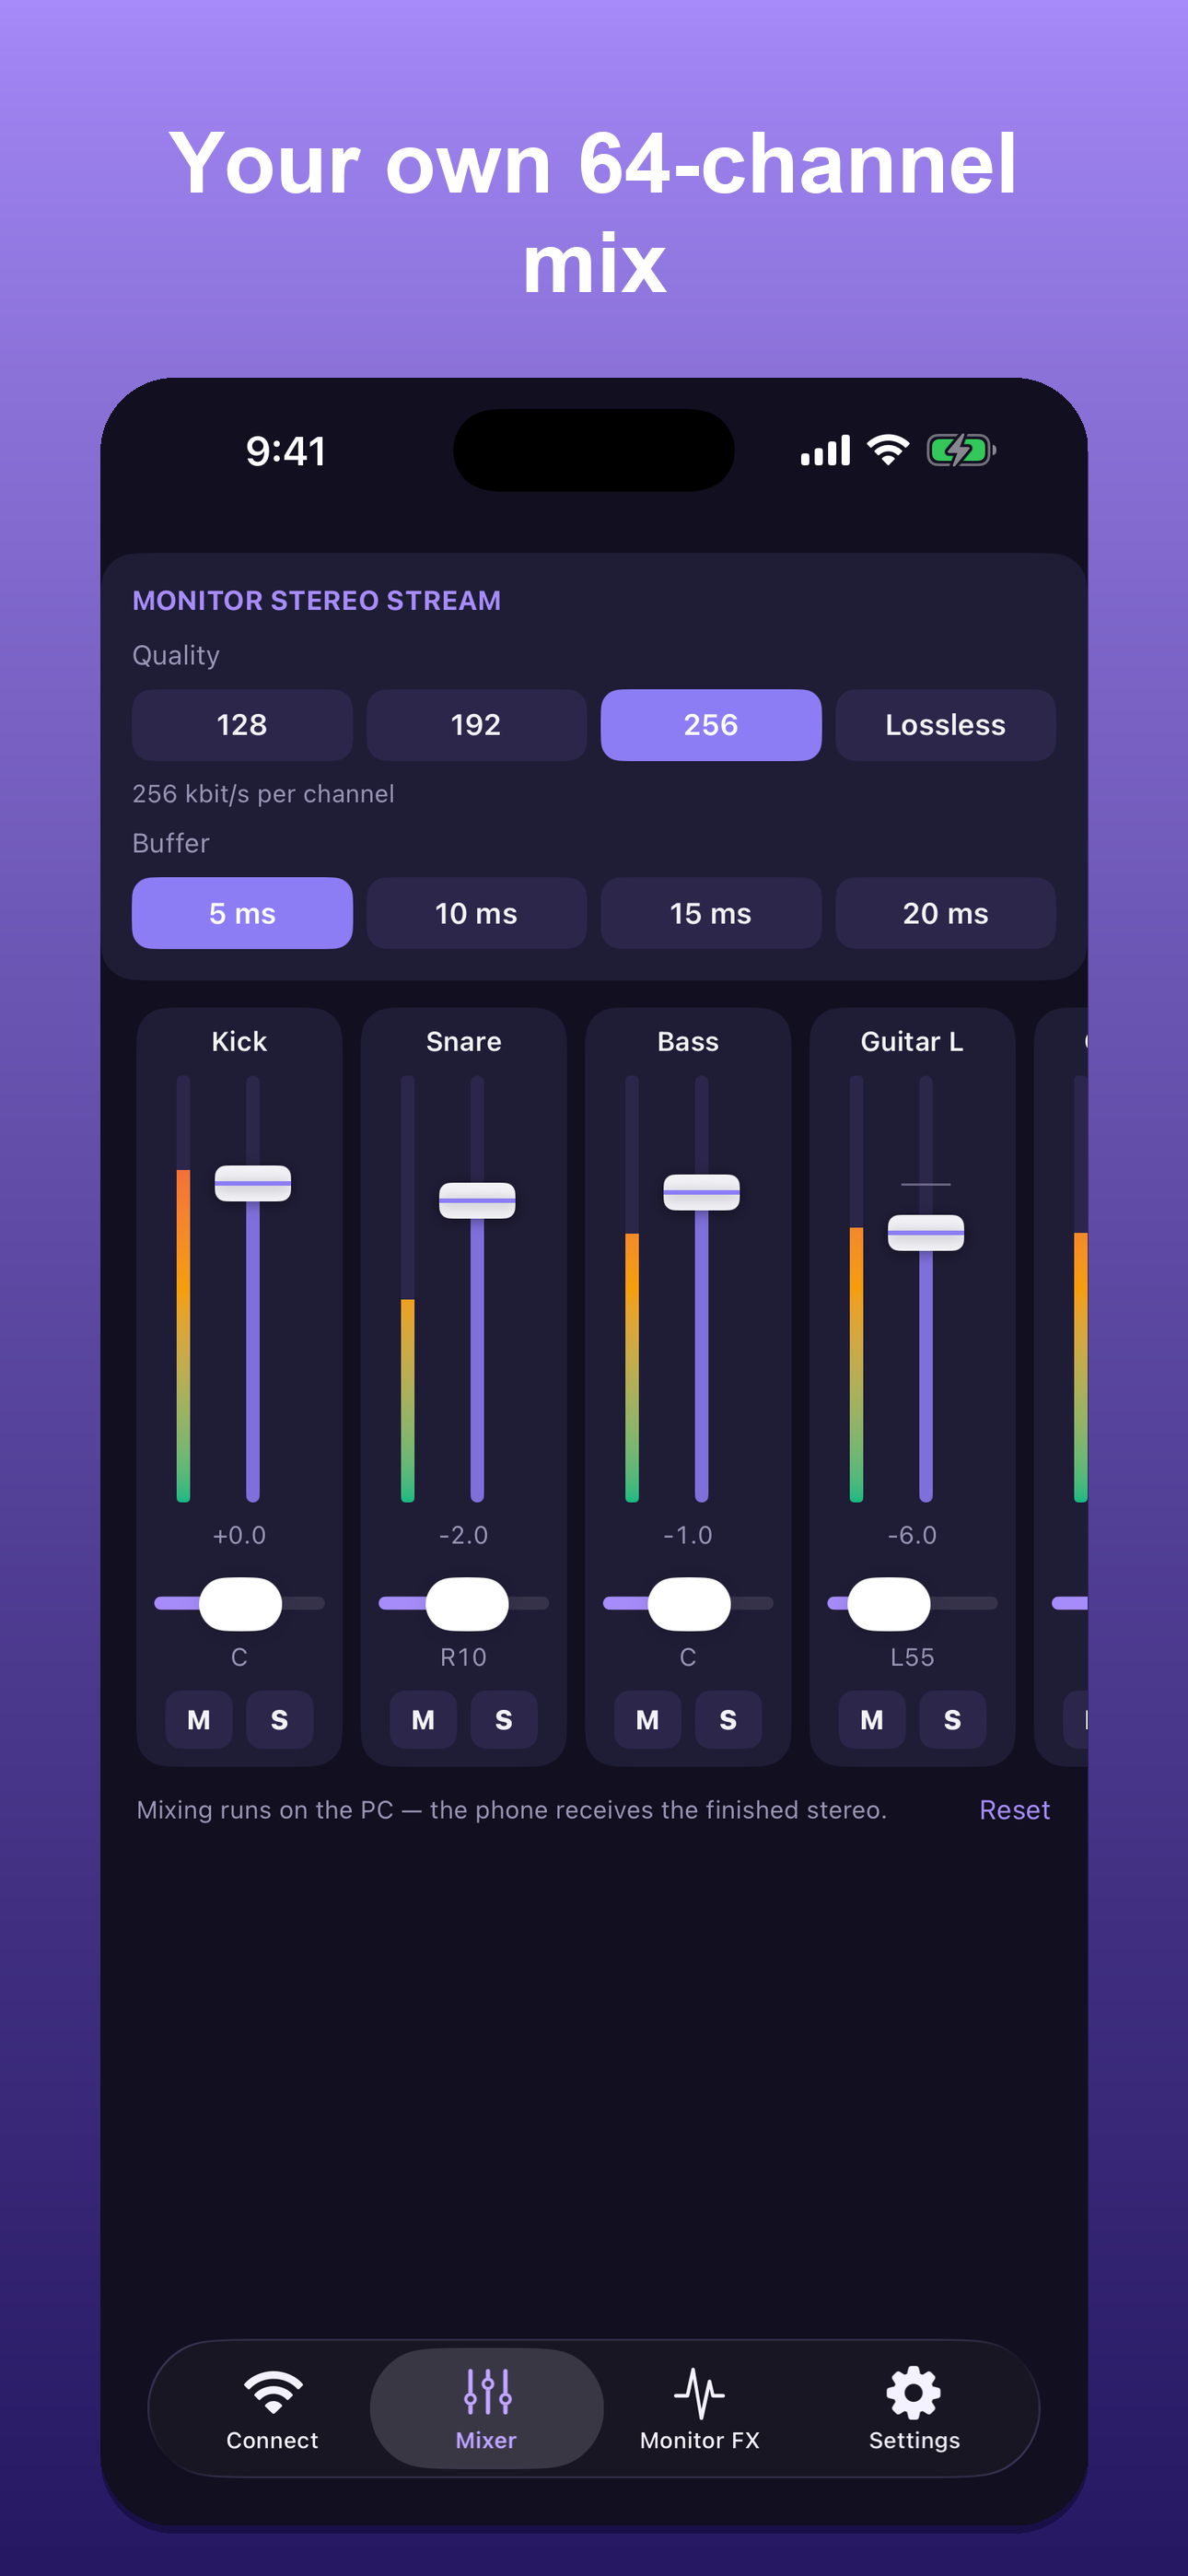 Your own 64-channel
mix
9:41
MONITOR STEREO STREAM
Quality
128 192 256 Lossless
256 kbit/s per channel
Buffer
5 ms 10 ms 15 ms 20 ms
Kick Snare Bass Guitar L
+0.0 -2.0 -1.0 -6.0
C R10 C L55
M S M S M S M S
Mixing runs on the PC — the phone receives the finished stereo. Reset
Connect Mixer Monitor FX Settings